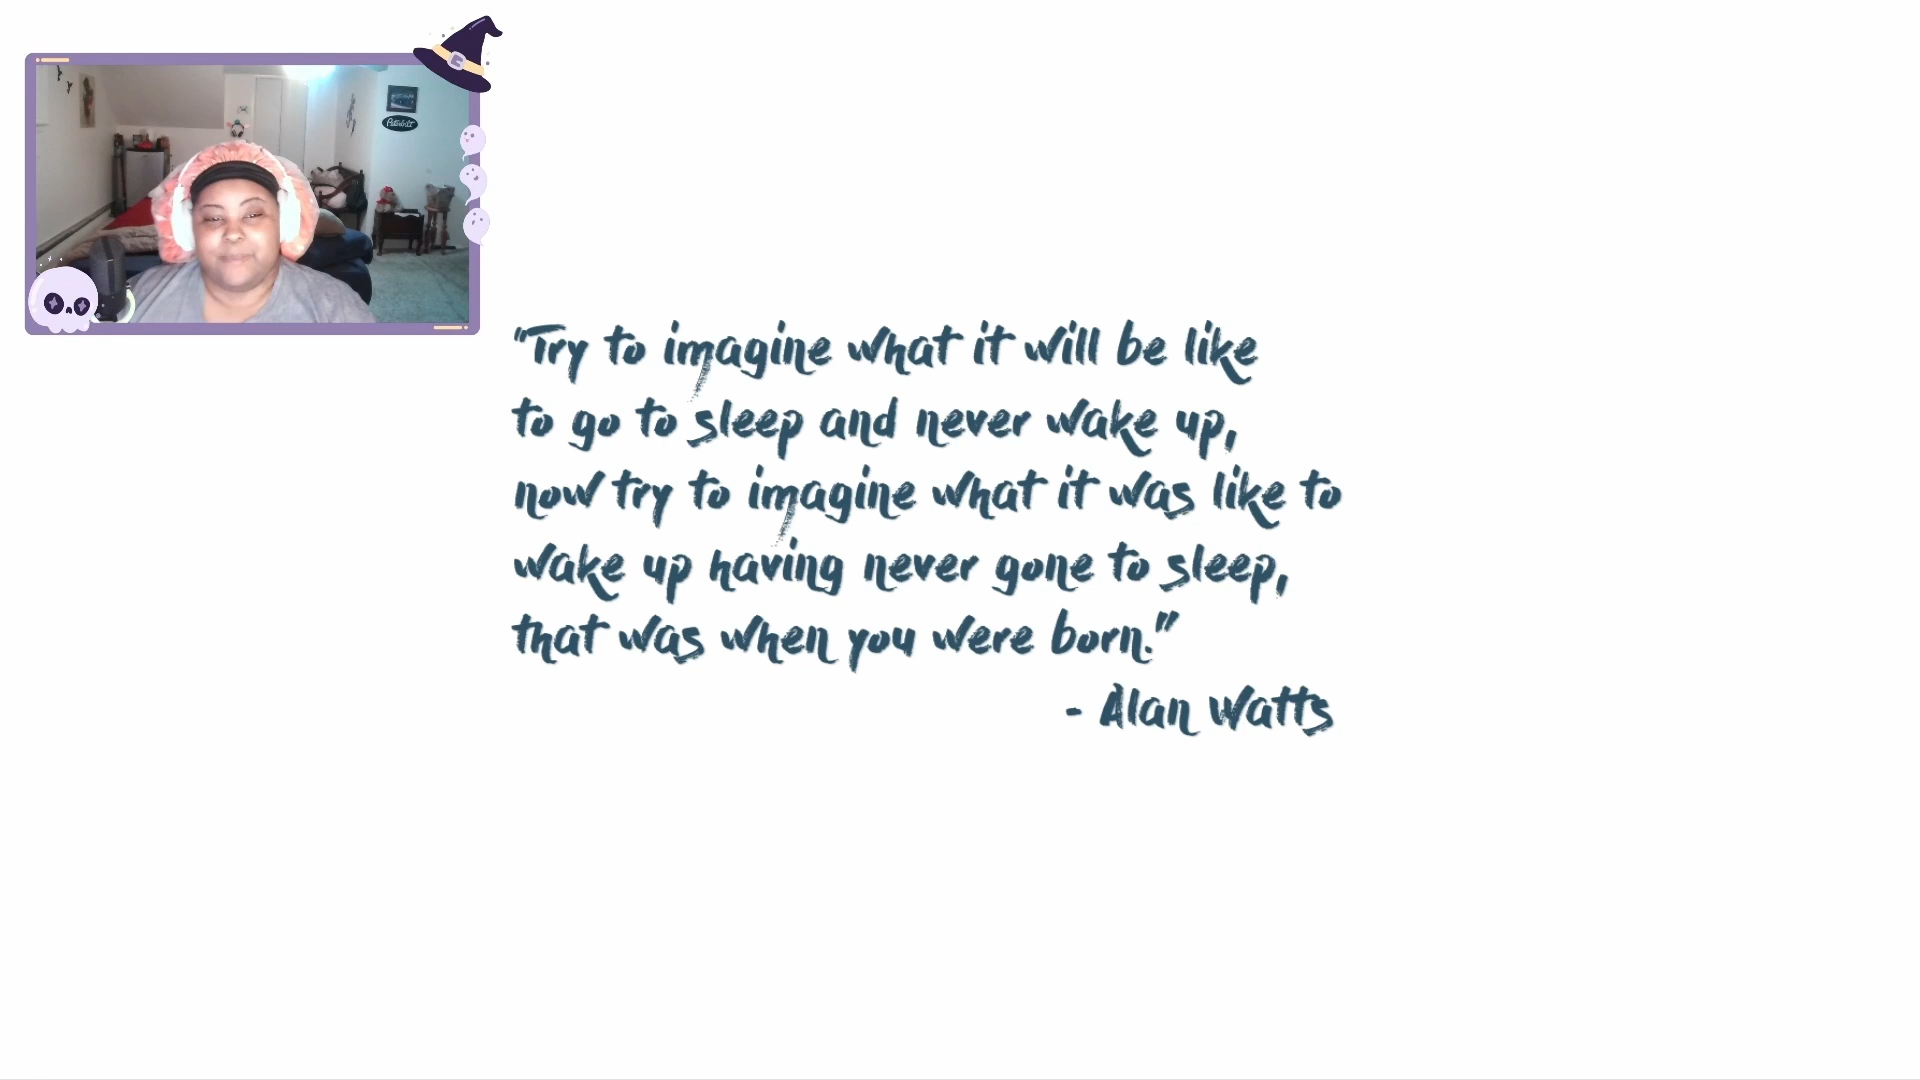 Peterbilt
"Try to imagine what it will be like
to go to sleep and never wake up,
now try to imagine what it was like to
wake up having never gone to sleep,
that was when you were born."
- Alan Watts